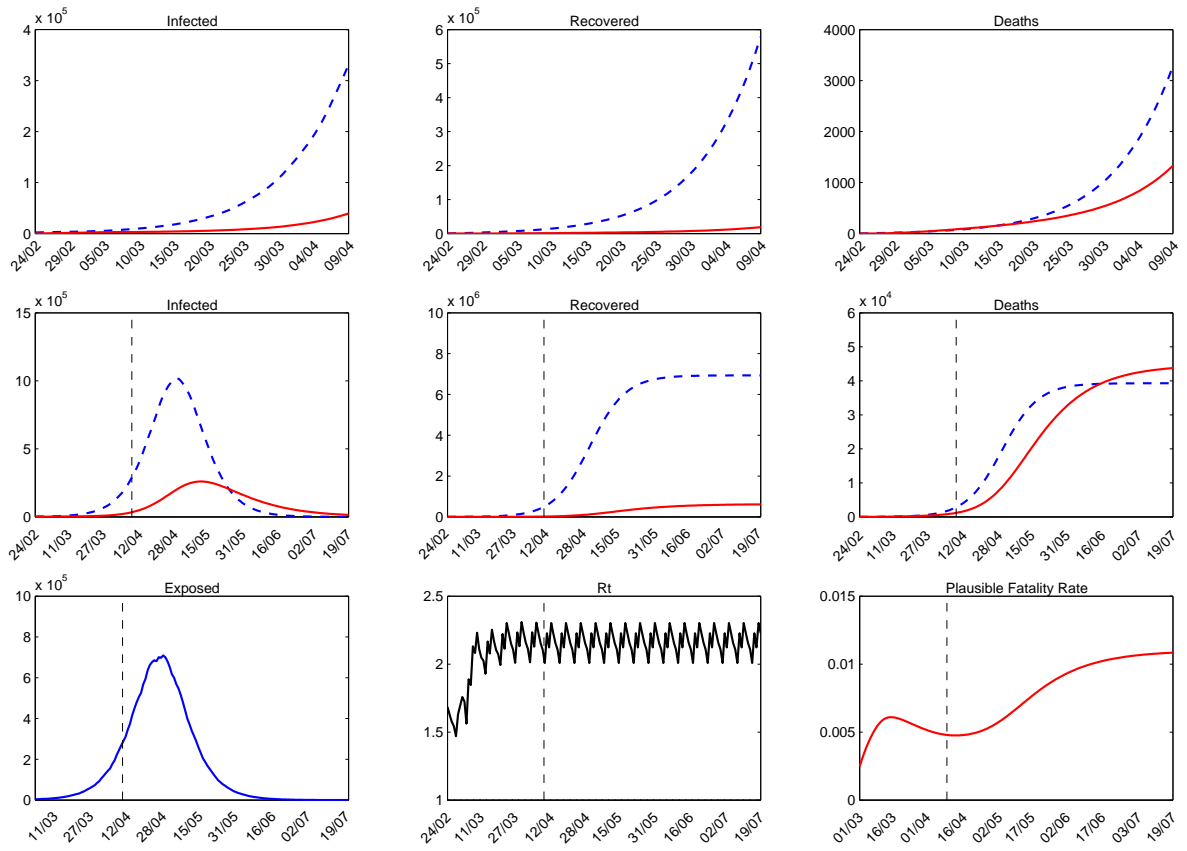 Infected
x 10^5
4
3
2
1
0
24/02 29/02 05/03 10/03 15/03 20/03 25/03 30/03 04/04 09/04
Recovered
x 10^5
6
5
4
3
2
1
0
24/02 29/02 05/03 10/03 15/03 20/03 25/03 30/03 04/04 09/04
Deaths
4000
3000
2000
1000
0
24/02 29/02 05/03 10/03 15/03 20/03 25/03 30/03 04/04 09/04
Infected
x 10^5
15
10
5
0
24/02 11/03 27/03 12/04 28/04 15/05 31/05 16/06 02/07 19/07
Recovered
x 10^6
10
8
6
4
2
0
24/02 11/03 27/03 12/04 28/04 15/05 31/05 16/06 02/07 19/07
Deaths
x 10^4
6
5
4
3
2
1
0
24/02 11/03 27/03 12/04 28/04 15/05 31/05 16/06 02/07 19/07
Exposed
x 10^5
10
8
6
4
2
0
11/03 27/03 12/04 28/04 15/05 31/05 16/06 02/07 19/07
Rt
2.5
2
1.5
1
24/02 11/03 27/03 12/04 28/04 15/05 31/05 16/06 02/07 19/07
Plausible Fatality Rate
0.015
0.01
0.005
0
01/03 16/03 01/04 16/04 02/05 17/05 02/06 17/06 03/07 19/07